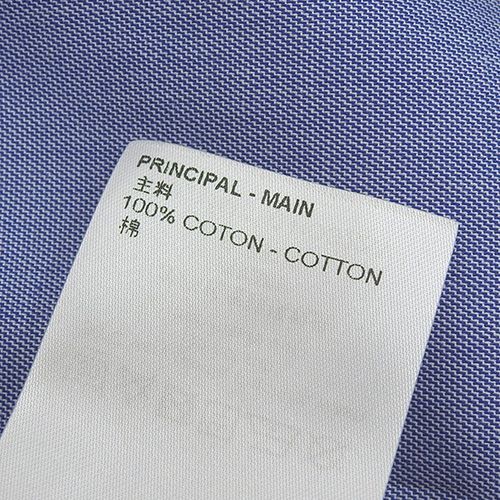 PRINCIPAL - MAIN
主料
100% COTON - COTTON
棉